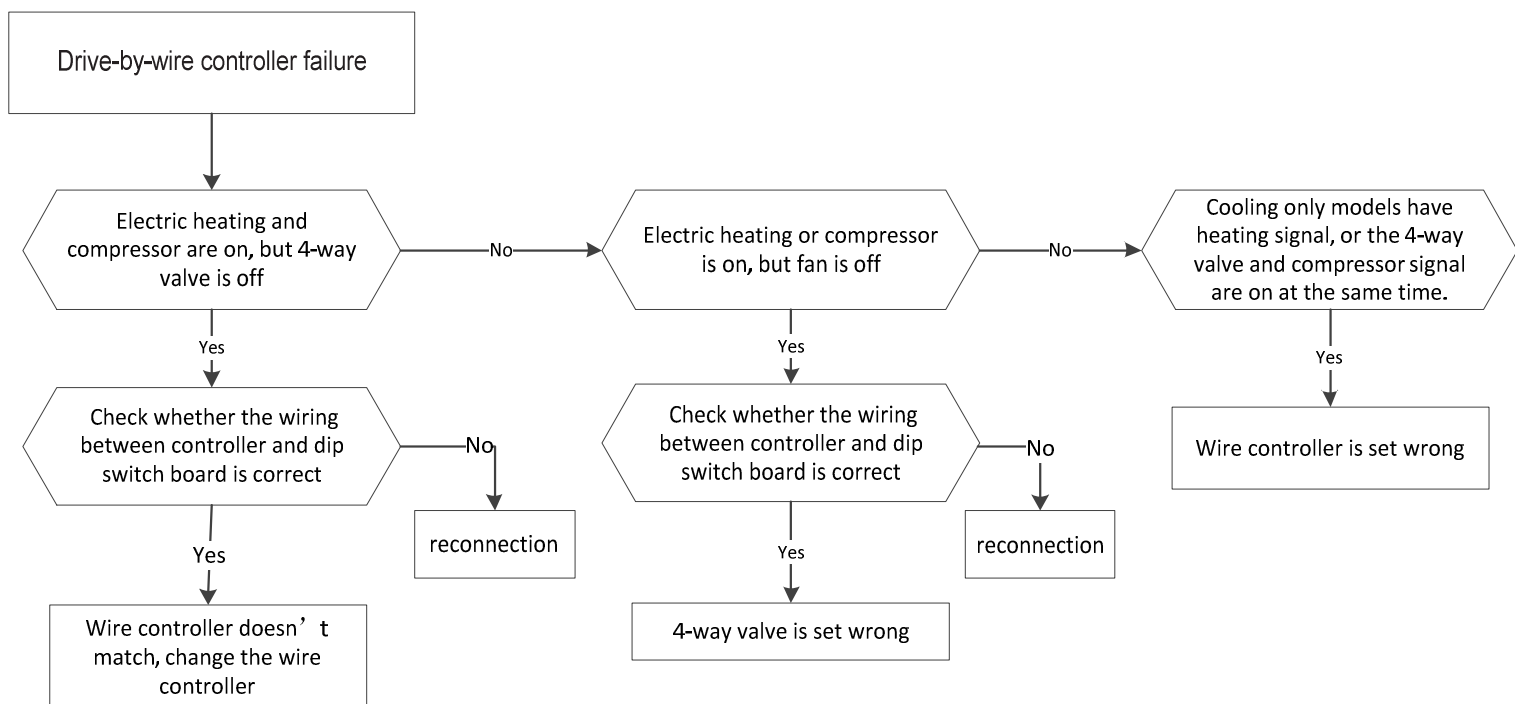 Drive-by-wire controller failure
Electric heating and
compressor are on, but 4-way
valve is off
No
Electric heating or compressor
is on, but fan is off
No
Cooling only models have
heating signal, or the 4-way
valve and compressor signal
are on at the same time.
Yes
Yes
Yes
Check whether the wiring
between controller and dip
switch board is correct
No
Check whether the wiring
between controller and dip
switch board is correct
No
Wire controller is set wrong
reconnection
reconnection
Yes
Yes
Wire controller doesn’t
match, change the wire
controller
4-way valve is set wrong